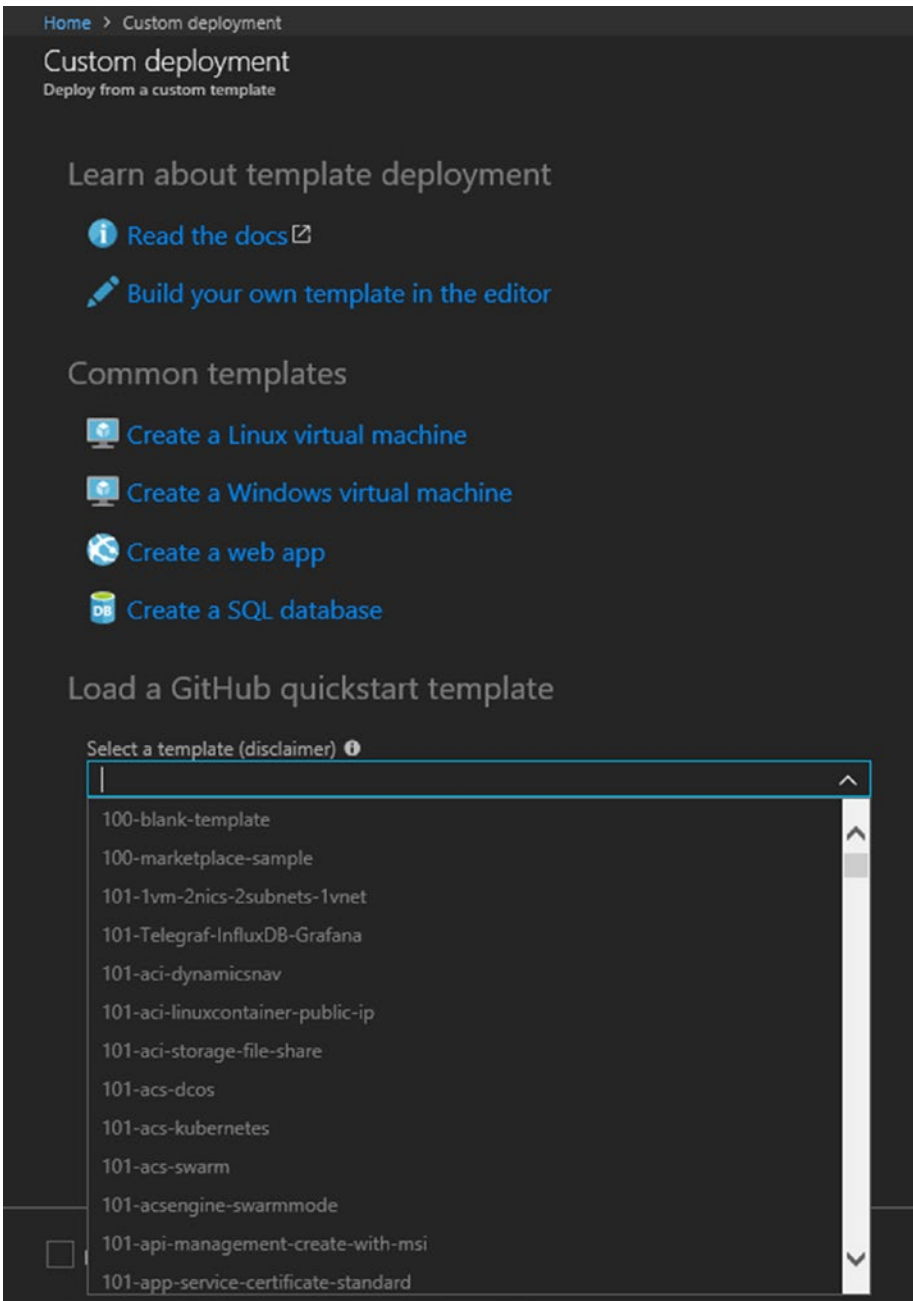 Home > Custom deployment
Custom deployment
Deploy from a custom template
Learn about template deployment
Read the docs
Build your own template in the editor
Common templates
Create a Linux virtual machine
Create a Windows virtual machine
Create a web app
DB Create a SQL database
Load a GitHub quickstart template
Select a template (disclaimer)
100-blank-template
100-marketplace-sample
101-1vm-2nics-2subnets-1vnet
101-Telegraf-InfluxDB-Grafana
101-aci-dynamicsnav
101-aci-linuxcontainer-public-ip
101-aci-storage-file-share
101-acs-dcos
101-acs-kubernetes
101-acs-swarm
101-acsengine-swarmmode
101-api-management-create-with-msi
101-app-service-certificate-standard